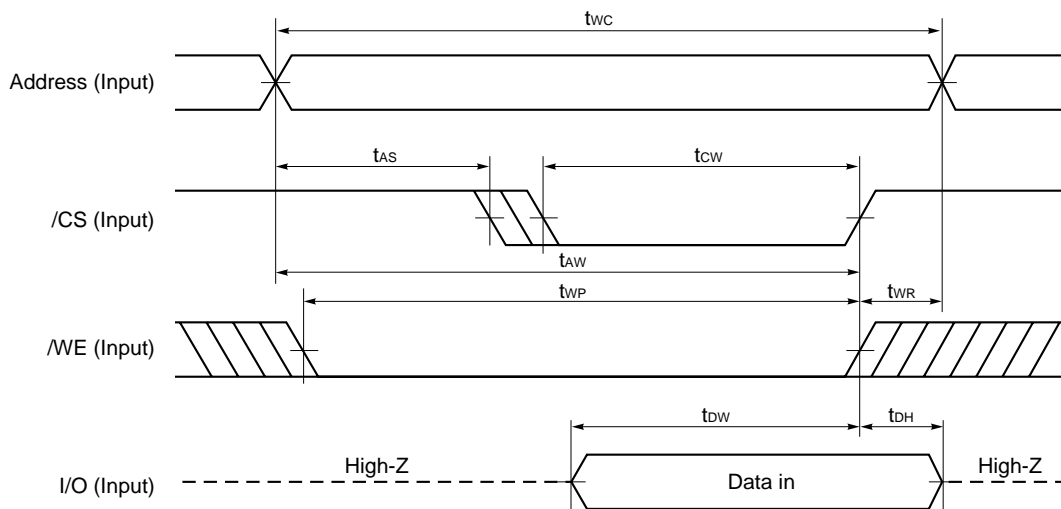 tWC
Address (Input)
tAS
tCW
/CS (Input)
tAW
tWP
tWR
/WE (Input)
tDW
tDH
High-Z
Data in
High-Z
I/O (Input)